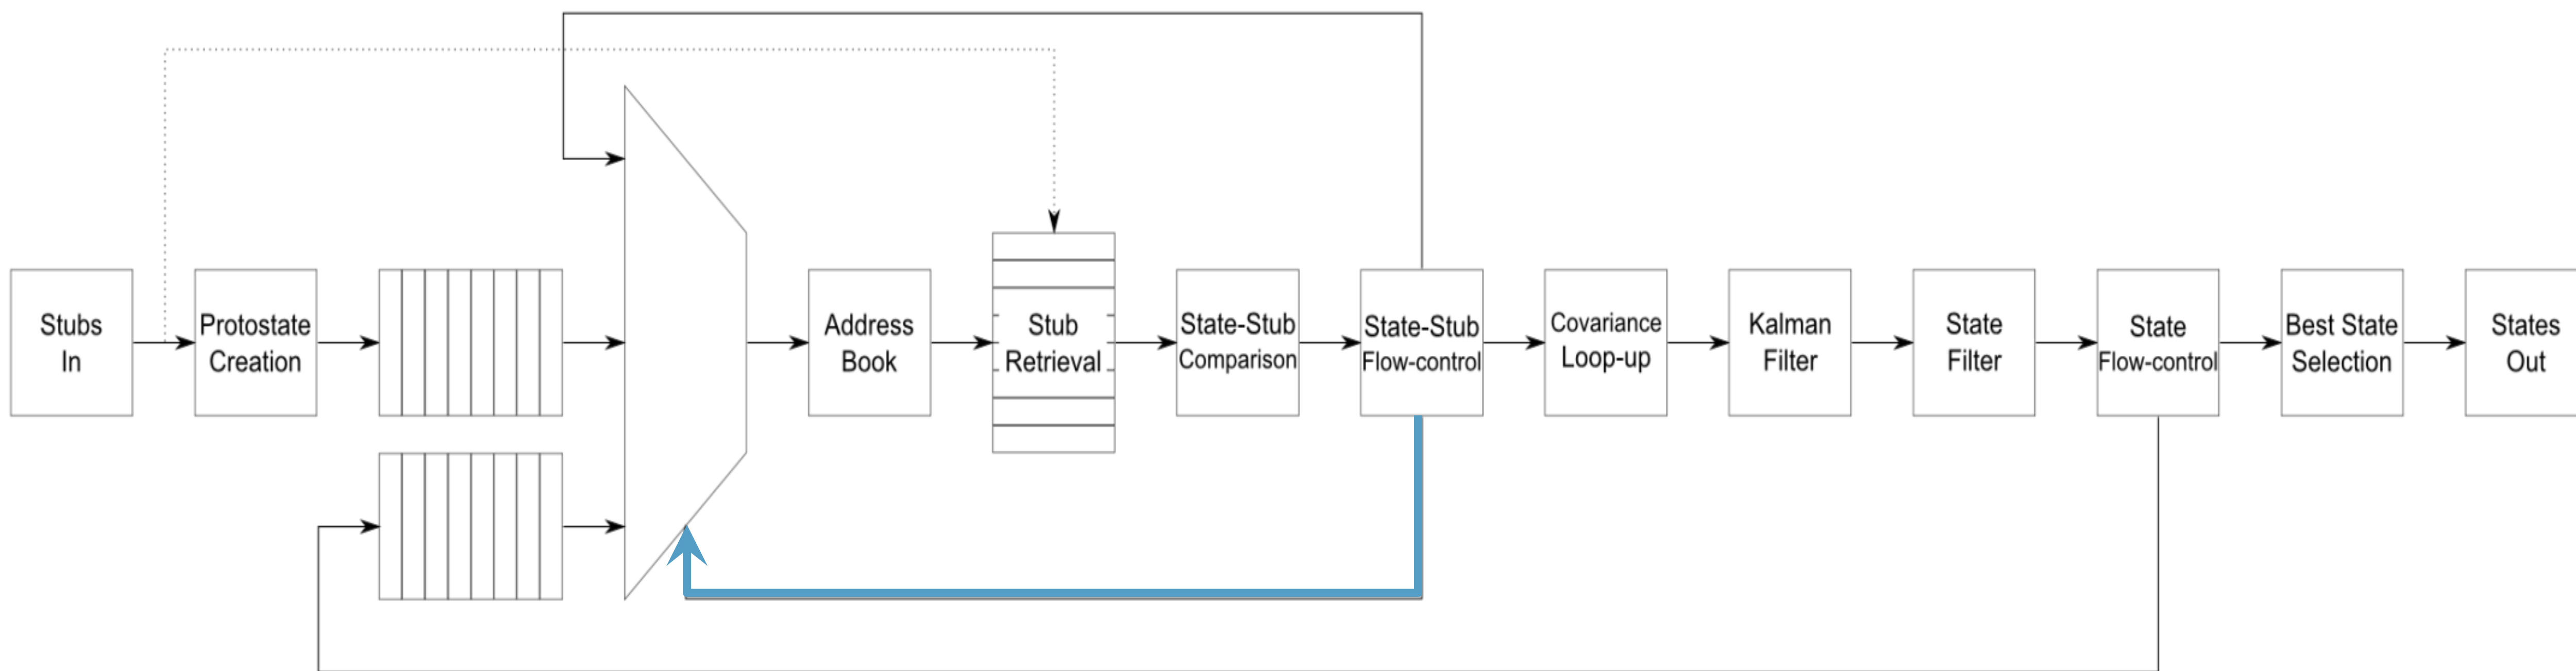 Stubs
In
Protostate
Creation
Address
Book
Stub
Retrieval
State-Stub
Comparison
State-Stub
Flow-control
Covariance
Loop-up
Kalman
Filter
State
Filter
State
Flow-control
Best State
Selection
States
Out